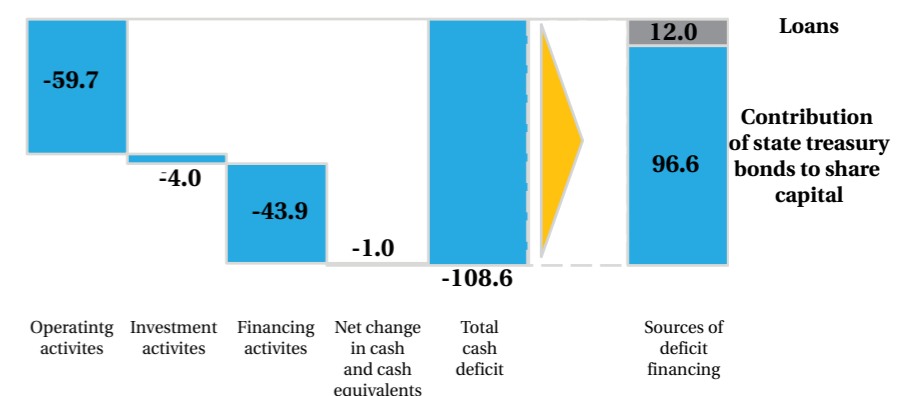 12.0
Loans
-59.7
Contribution
of state treasury
bonds to share
capital
96.6
-4.0
-43.9
-1.0
-108.6
Operatintg
activites
Investment
activites
Financing
activites
Net change
in cash
and cash
equivalents
Total
cash
deficit
Sources of
deficit
financing